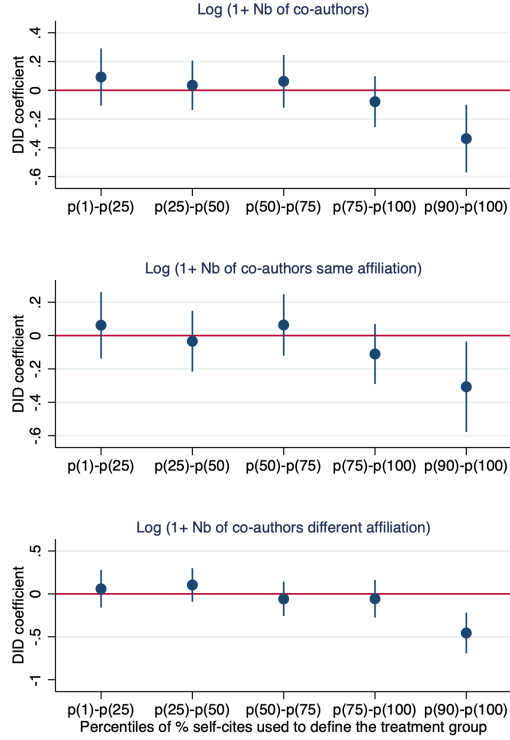 Log (1+ Nb of co-authors)
DID coefficient
.4
.2
0
-.2
-.4
-.6
p(1)-p(25) p(25)-p(50) p(50)-p(75) p(75)-p(100) p(90)-p(100)
Log (1+ Nb of co-authors same affiliation)
DID coefficient
.2
0
-.2
-.4
-.6
p(1)-p(25) p(25)-p(50) p(50)-p(75) p(75)-p(100) p(90)-p(100)
Log (1+ Nb of co-authors different affiliation)
DID coefficient
.5
0
-.5
-1
p(1)-p(25) p(25)-p(50) p(50)-p(75) p(75)-p(100) p(90)-p(100)
Percentiles of % self-cites used to define the treatment group